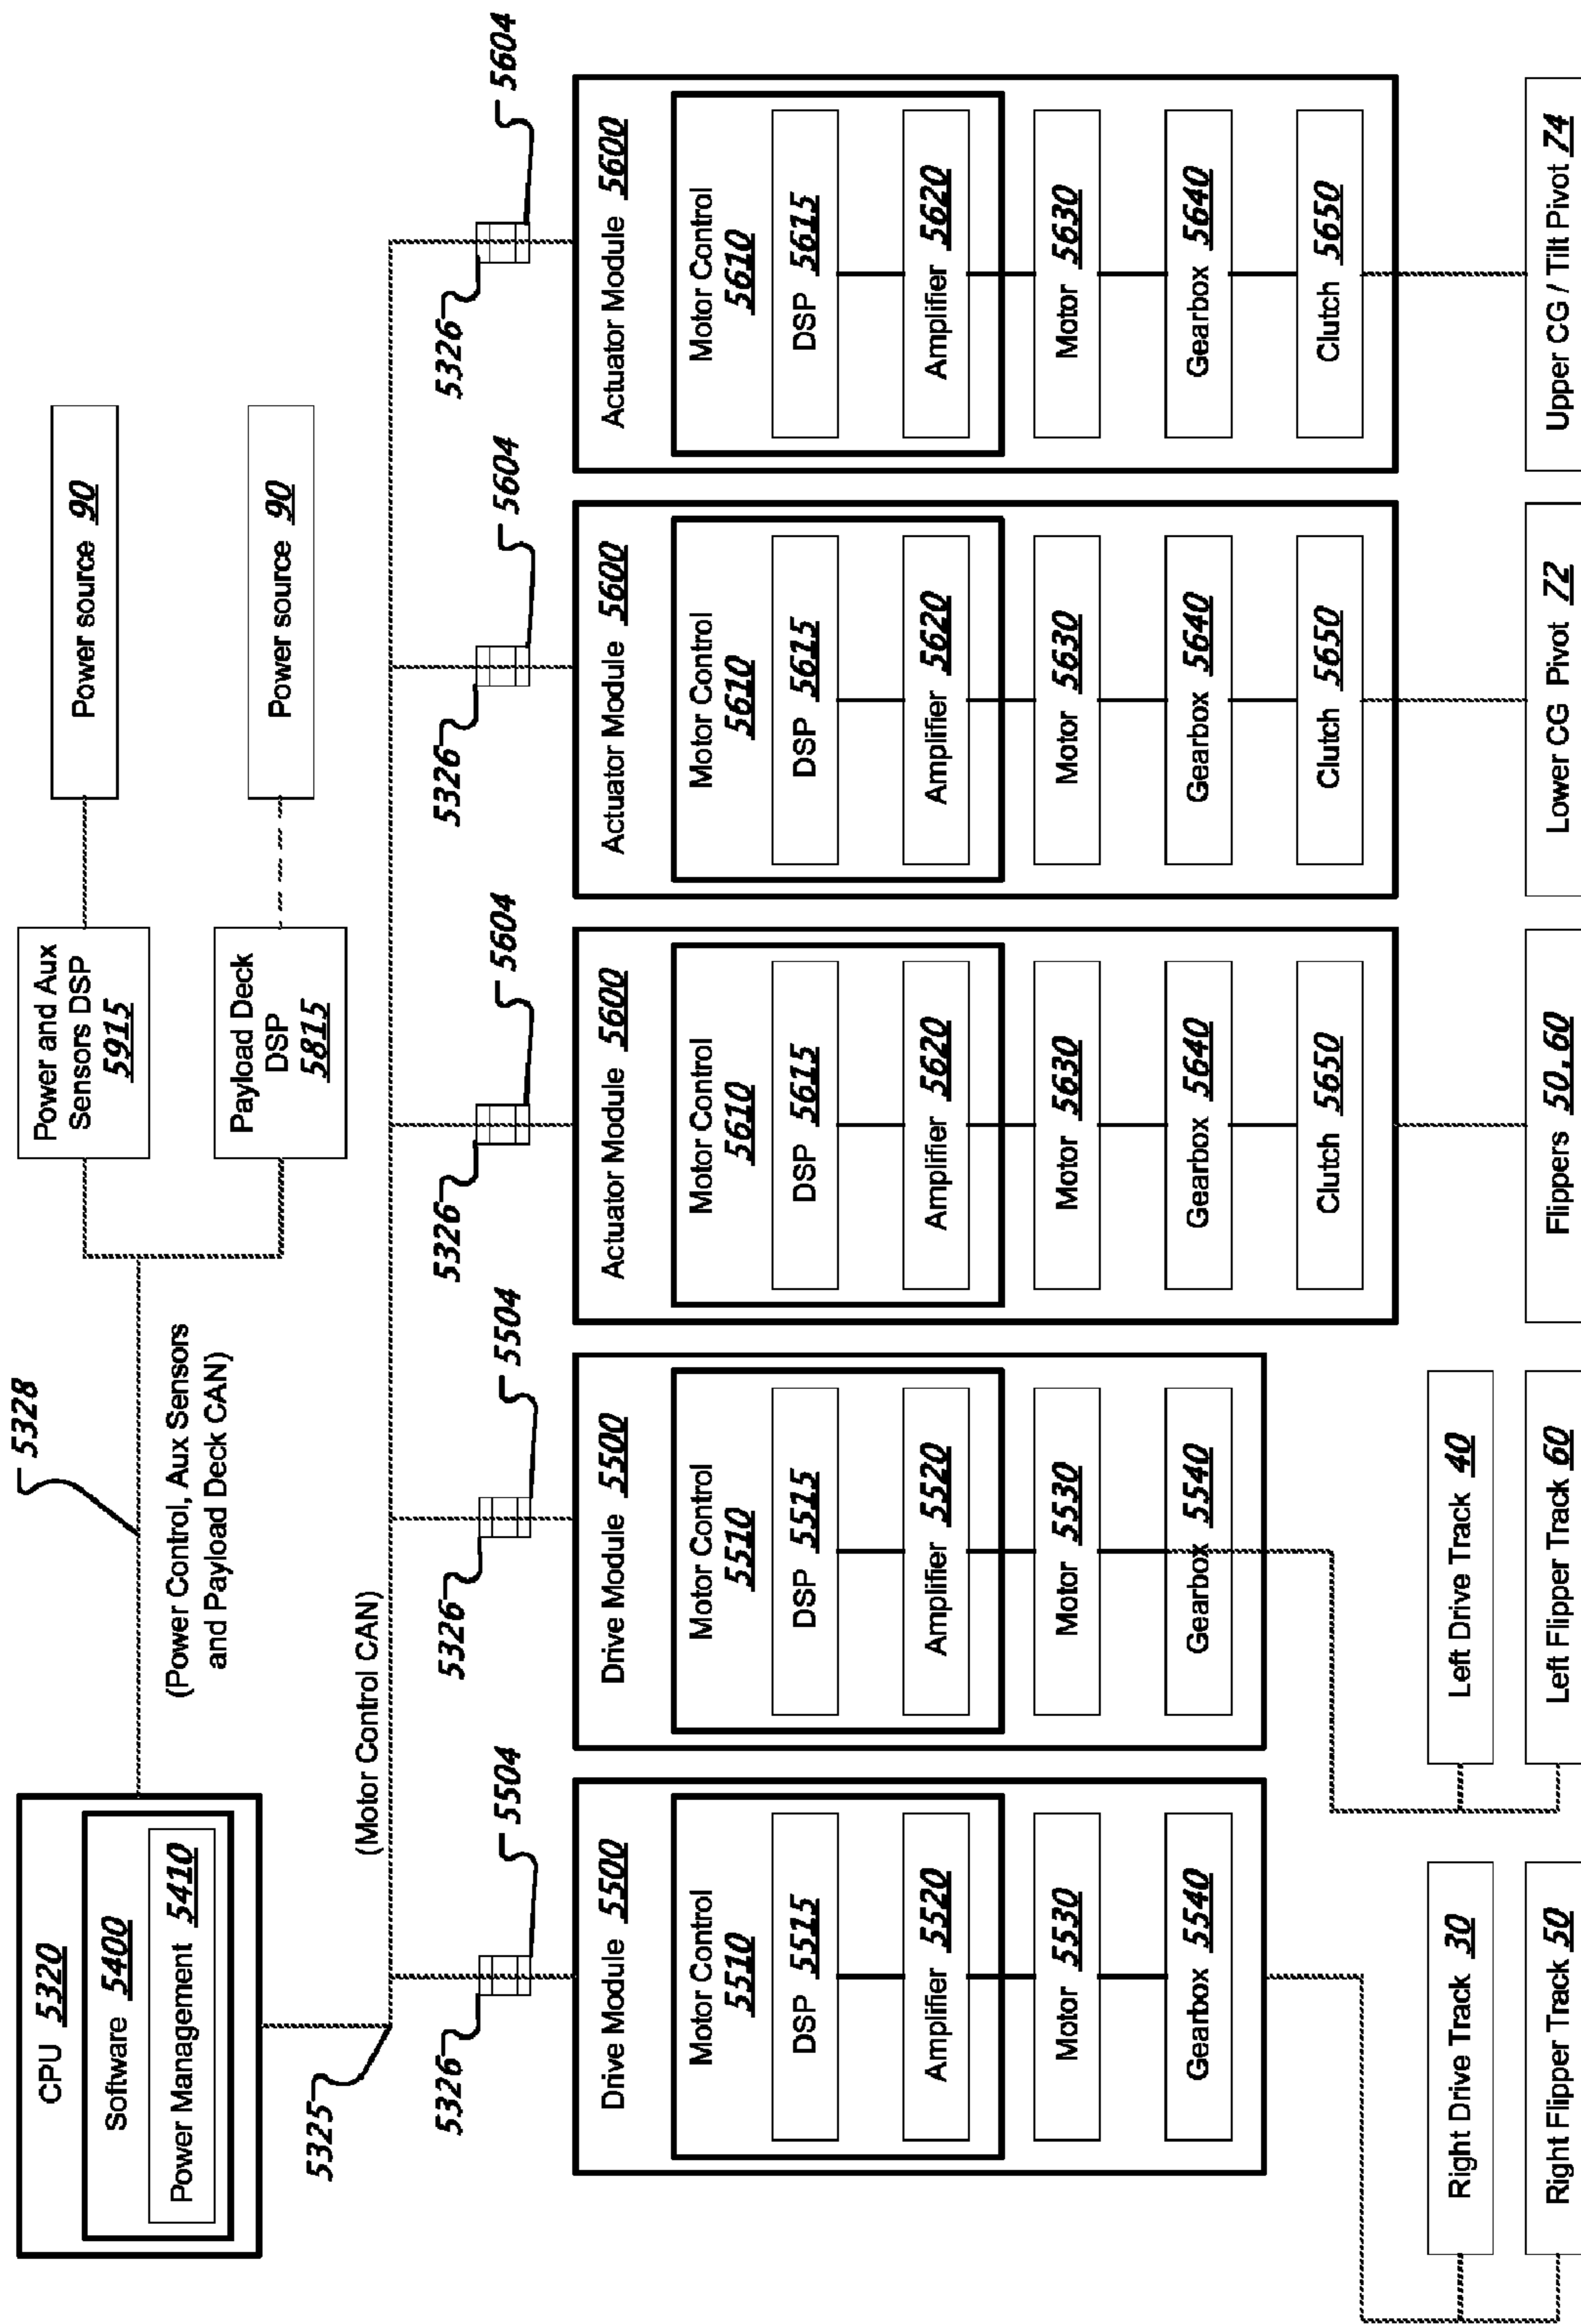 CPU 5320
Software 5400
Power Management 5410
5328
(Power Control, Aux Sensors
and Payload Deck CAN)
Power and Aux
Sensors DSP
5915
Power source 90
Payload Deck
DSP
5815
Power source 90
5325
(Motor Control CAN)
5326
5504
5326
5504
5326
5604
5326
5604
5326
5604
Drive Module 5500
Motor Control
5510
DSP 5515
Amplifier 5520
Motor 5530
Gearbox 5540
Drive Module 5500
Motor Control
5510
DSP 5515
Amplifier 5520
Motor 5530
Gearbox 5540
Actuator Module 5600
Motor Control
5610
DSP 5615
Amplifier 5620
Motor 5630
Gearbox 5640
Clutch 5650
Actuator Module 5600
Motor Control
5610
DSP 5615
Amplifier 5620
Motor 5630
Gearbox 5640
Clutch 5650
Actuator Module 5600
Motor Control
5610
DSP 5615
Amplifier 5620
Motor 5630
Gearbox 5640
Clutch 5650
Right Drive Track 30
Right Flipper Track 50
Left Drive Track 40
Left Flipper Track 60
Flippers 50,60
Lower CG Pivot 72
Upper CG / Tilt Pivot 74